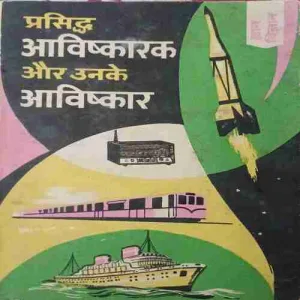 प्रसिद्ध
आविष्कारक
और उनके
आविष्कार
ज्ञान
विज्ञान